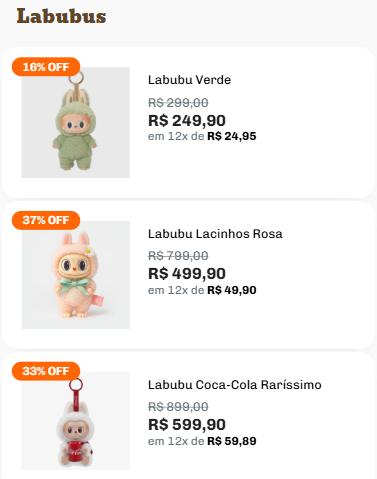 Labubus
16% OFF
Labubu Verde
R$ 299,00
R$ 249,90
em 12x de R$ 24,95
37% OFF
Labubu Lacinhos Rosa
R$ 799,00
R$ 499,90
em 12x de R$ 49,90
33% OFF
Labubu Coca-Cola Raríssimo
R$ 899,00
R$ 599,90
em 12x de R$ 59,89